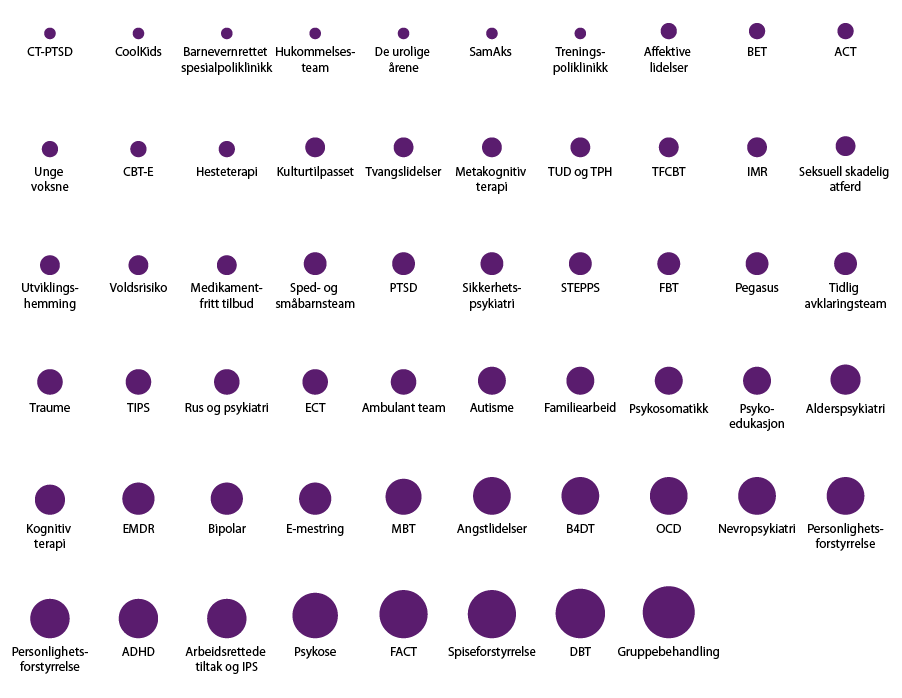 CT-PTSD
CoolKids
Barnevernrettet
spesialpoliklinikk
Hukommelses-
team
De urolige
årene
SamAks
Trenings-
poliklinikk
Affektive
lidelser
BET
ACT
Unge
voksne
CBT-E
Hesteterapi
Kulturtilpasset
Tvangslidelser
Metakognitiv
terapi
TUD og TPH
TFCBT
IMR
Seksuell skadelig
atferd
Utviklings-
hemming
Voldsrisiko
Medikament-
fritt tilbud
Sped- og
småbarnsteam
PTSD
Sikkerhets-
psykiatri
STEPPS
FBT
Pegasus
Tidlig
avklaringsteam
Traume
TIPS
Rus og psykiatri
ECT
Ambulant team
Autisme
Familiearbeid
Psykosomatikk
Psyko-
edukasjon
Alderspsykiatri
Kognitiv
terapi
EMDR
Bipolar
E-mestring
MBT
Angstlidelser
B4DT
OCD
Nevropsykiatri
Personlighets-
forstyrrelse
Personlighets-
forstyrrelse
ADHD
Arbeidsrettede
tiltak og IPS
Psykose
FACT
Spiseforstyrrelse
DBT
Gruppebehandling